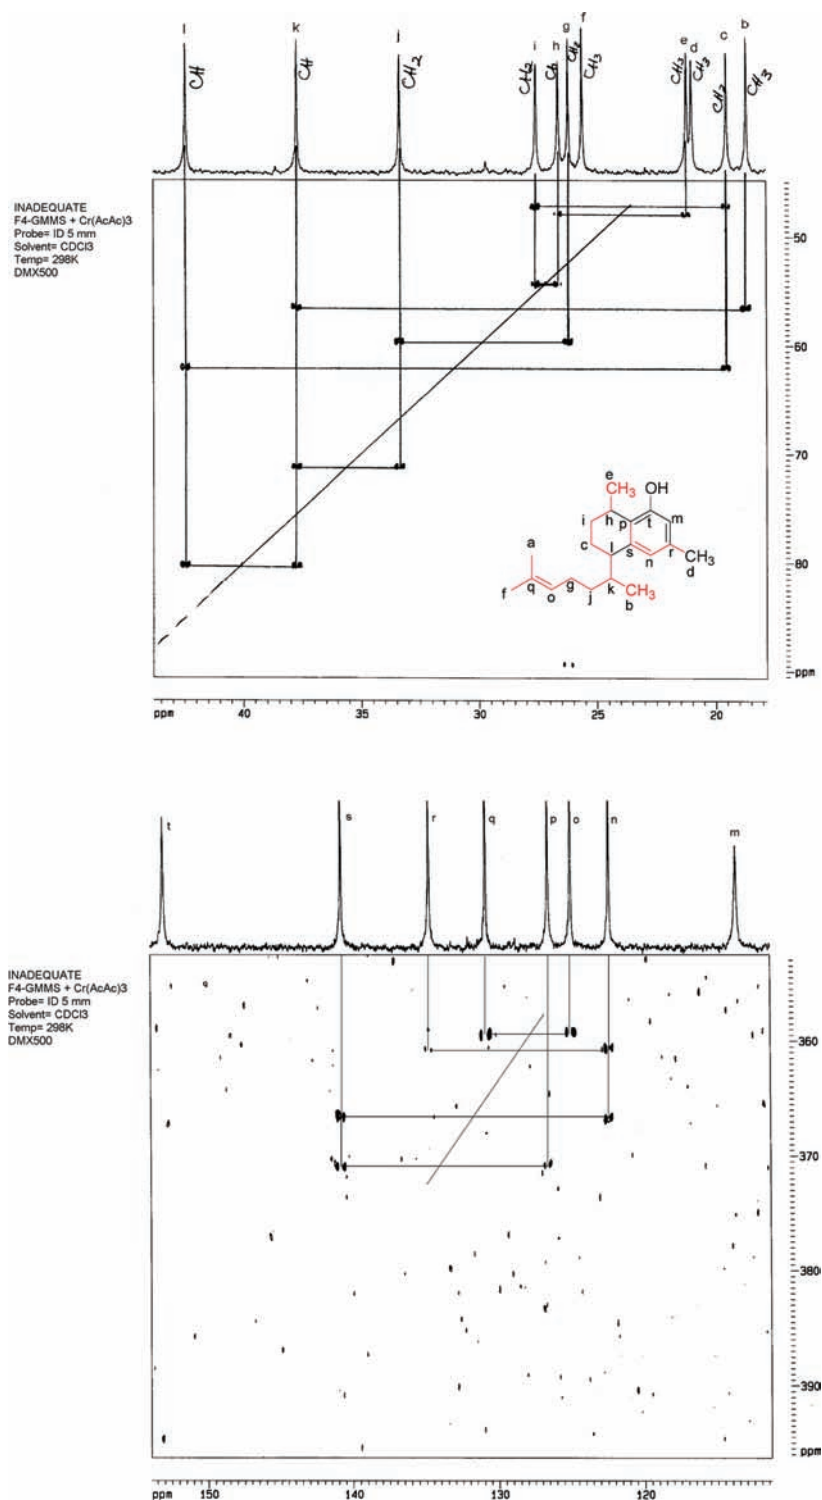 l k j i h g f e d c b
CH CH CH2 CH2 CH CH2 CH3 CH3 CH3 CH2 CH3
INADEQUATE
F4-GMMS + Cr(AcAc)3
Probe= ID 5 mm
Solvent= CDCl3
Temp= 298K
DMX500
50
60
70
80
ppm
e
CH3 OH
i h p t m
a c s r
l n CH3
q g k d
f o j b CH3
ppm 40 35 30 25 20
t s r q p o n m
INADEQUATE
F4-GMMS + Cr(AcAc)3
Probe= ID 5 mm
Solvent= CDCl3
Temp= 298K
DMX500
360
370
380
390
ppm
ppm 150 140 130 120